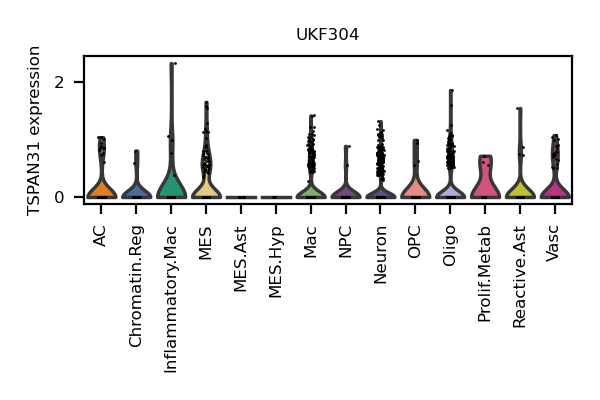 UKF304
TSPAN31 expression
2
0
AC
Chromatin.Reg
Inflammatory.Mac
MES
MES.Ast
MES.Hyp
Mac
NPC
Neuron
OPC
Oligo
Prolif.Metab
Reactive.Ast
Vasc